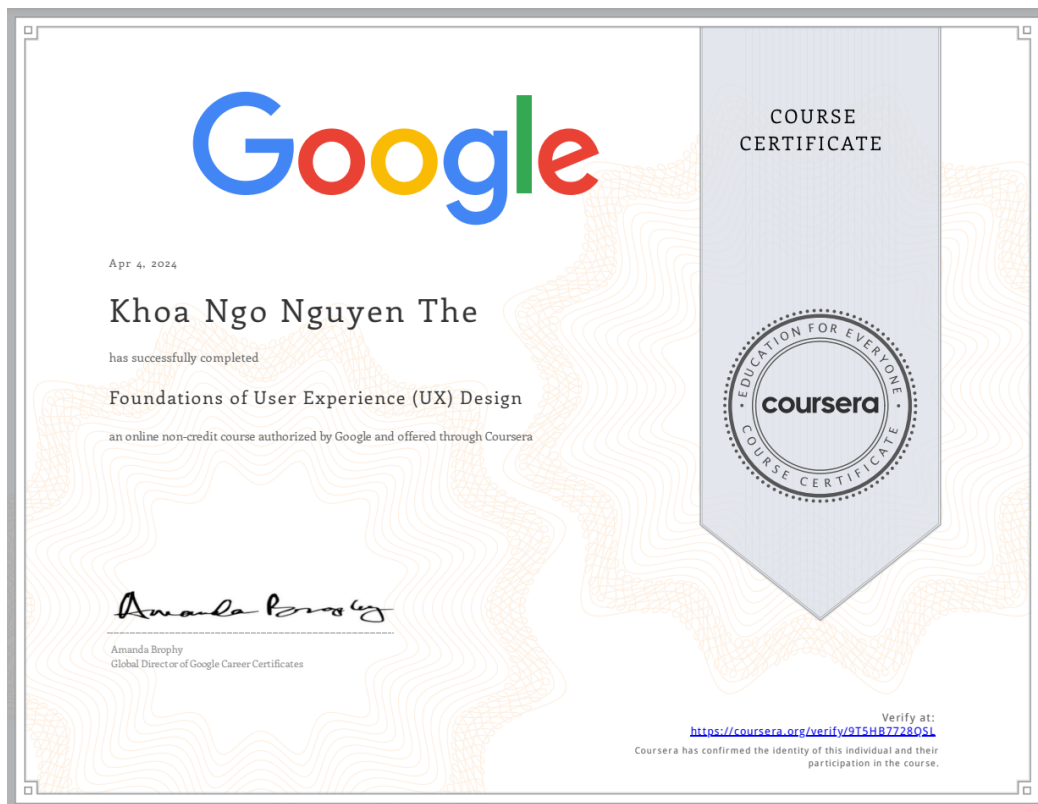 Google
COURSE
CERTIFICATE
Apr 4, 2024
Khoa Ngo Nguyen The
has successfully completed
Foundations of User Experience (UX) Design
an online non-credit course authorized by Google and offered through Coursera
EDUCATION FOR EVERYONE
coursera
COURSE CERTIFICATE
Amanda Brophy
Amanda Brophy
Global Director of Google Career Certificates
Verify at:
https://coursera.org/verify/9T5HB7728QSL
Coursera has confirmed the identity of this individual and their
participation in the course.